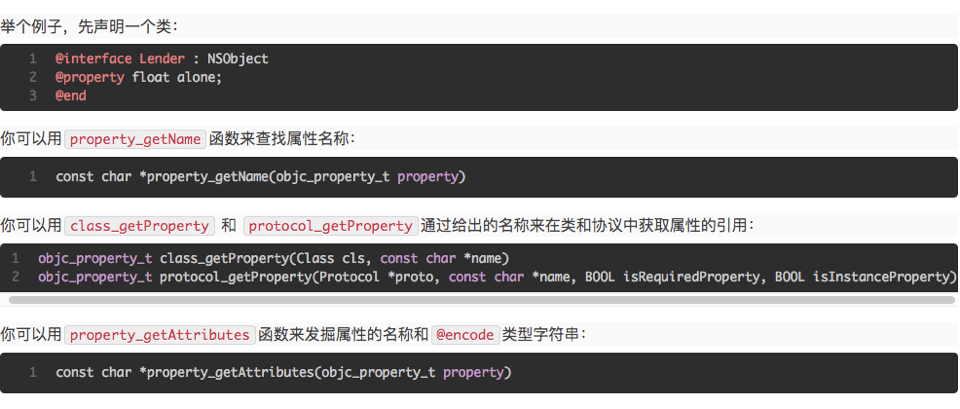 举个例子，先声明一个类：
1 @interface Lender : NSObject
2 @property float alone;
3 @end
你可以用 property_getName 函数来查找属性名称：
1 const char *property_getName(objc_property_t property)
你可以用 class_getProperty 和 protocol_getProperty 通过给出的名称来在类和协议中获取属性的引用：
1 objc_property_t class_getProperty(Class cls, const char *name)
2 objc_property_t protocol_getProperty(Protocol *proto, const char *name, BOOL isRequiredProperty, BOOL isInstanceProperty)
你可以用 property_getAttributes 函数来发掘属性的名称和 @encode 类型字符串：
1 const char *property_getAttributes(objc_property_t property)